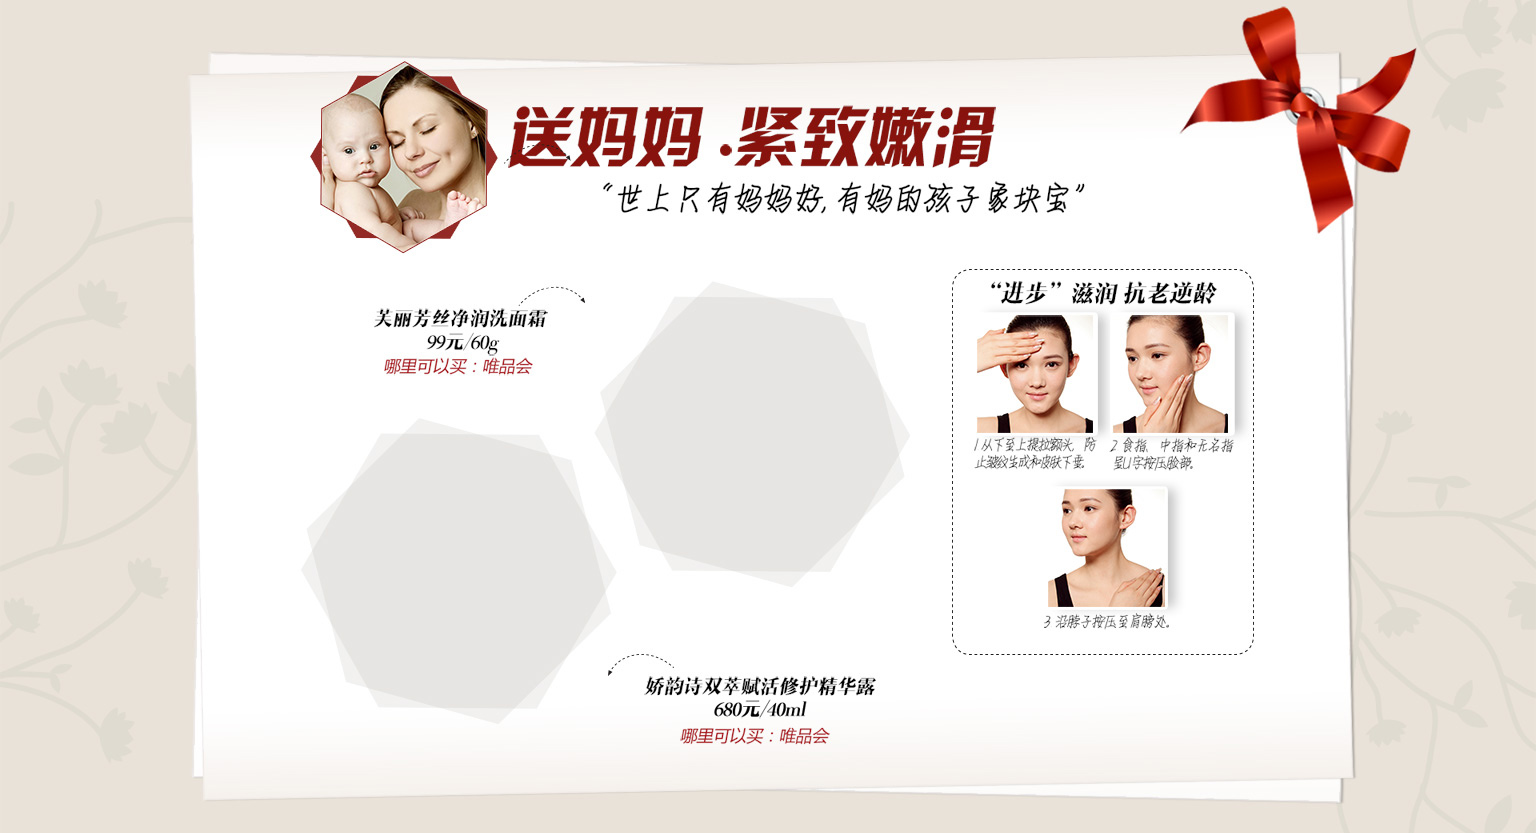 送妈妈.紧致嫩滑
“世上只有妈妈好,有妈的孩子象块宝”
芙丽芳丝净润洗面霜
99元/60g
哪里可以买：唯品会
“进步”滋润 抗老逆龄
1 从下至上提拉额头, 防
止皱纹生成和皮肤下垂。
2 食指、中指和无名指
呈U字按压脸部。
3 沿脖子按压至肩膀处。
娇韵诗双萃赋活修护精华露
680元/40ml
哪里可以买：唯品会